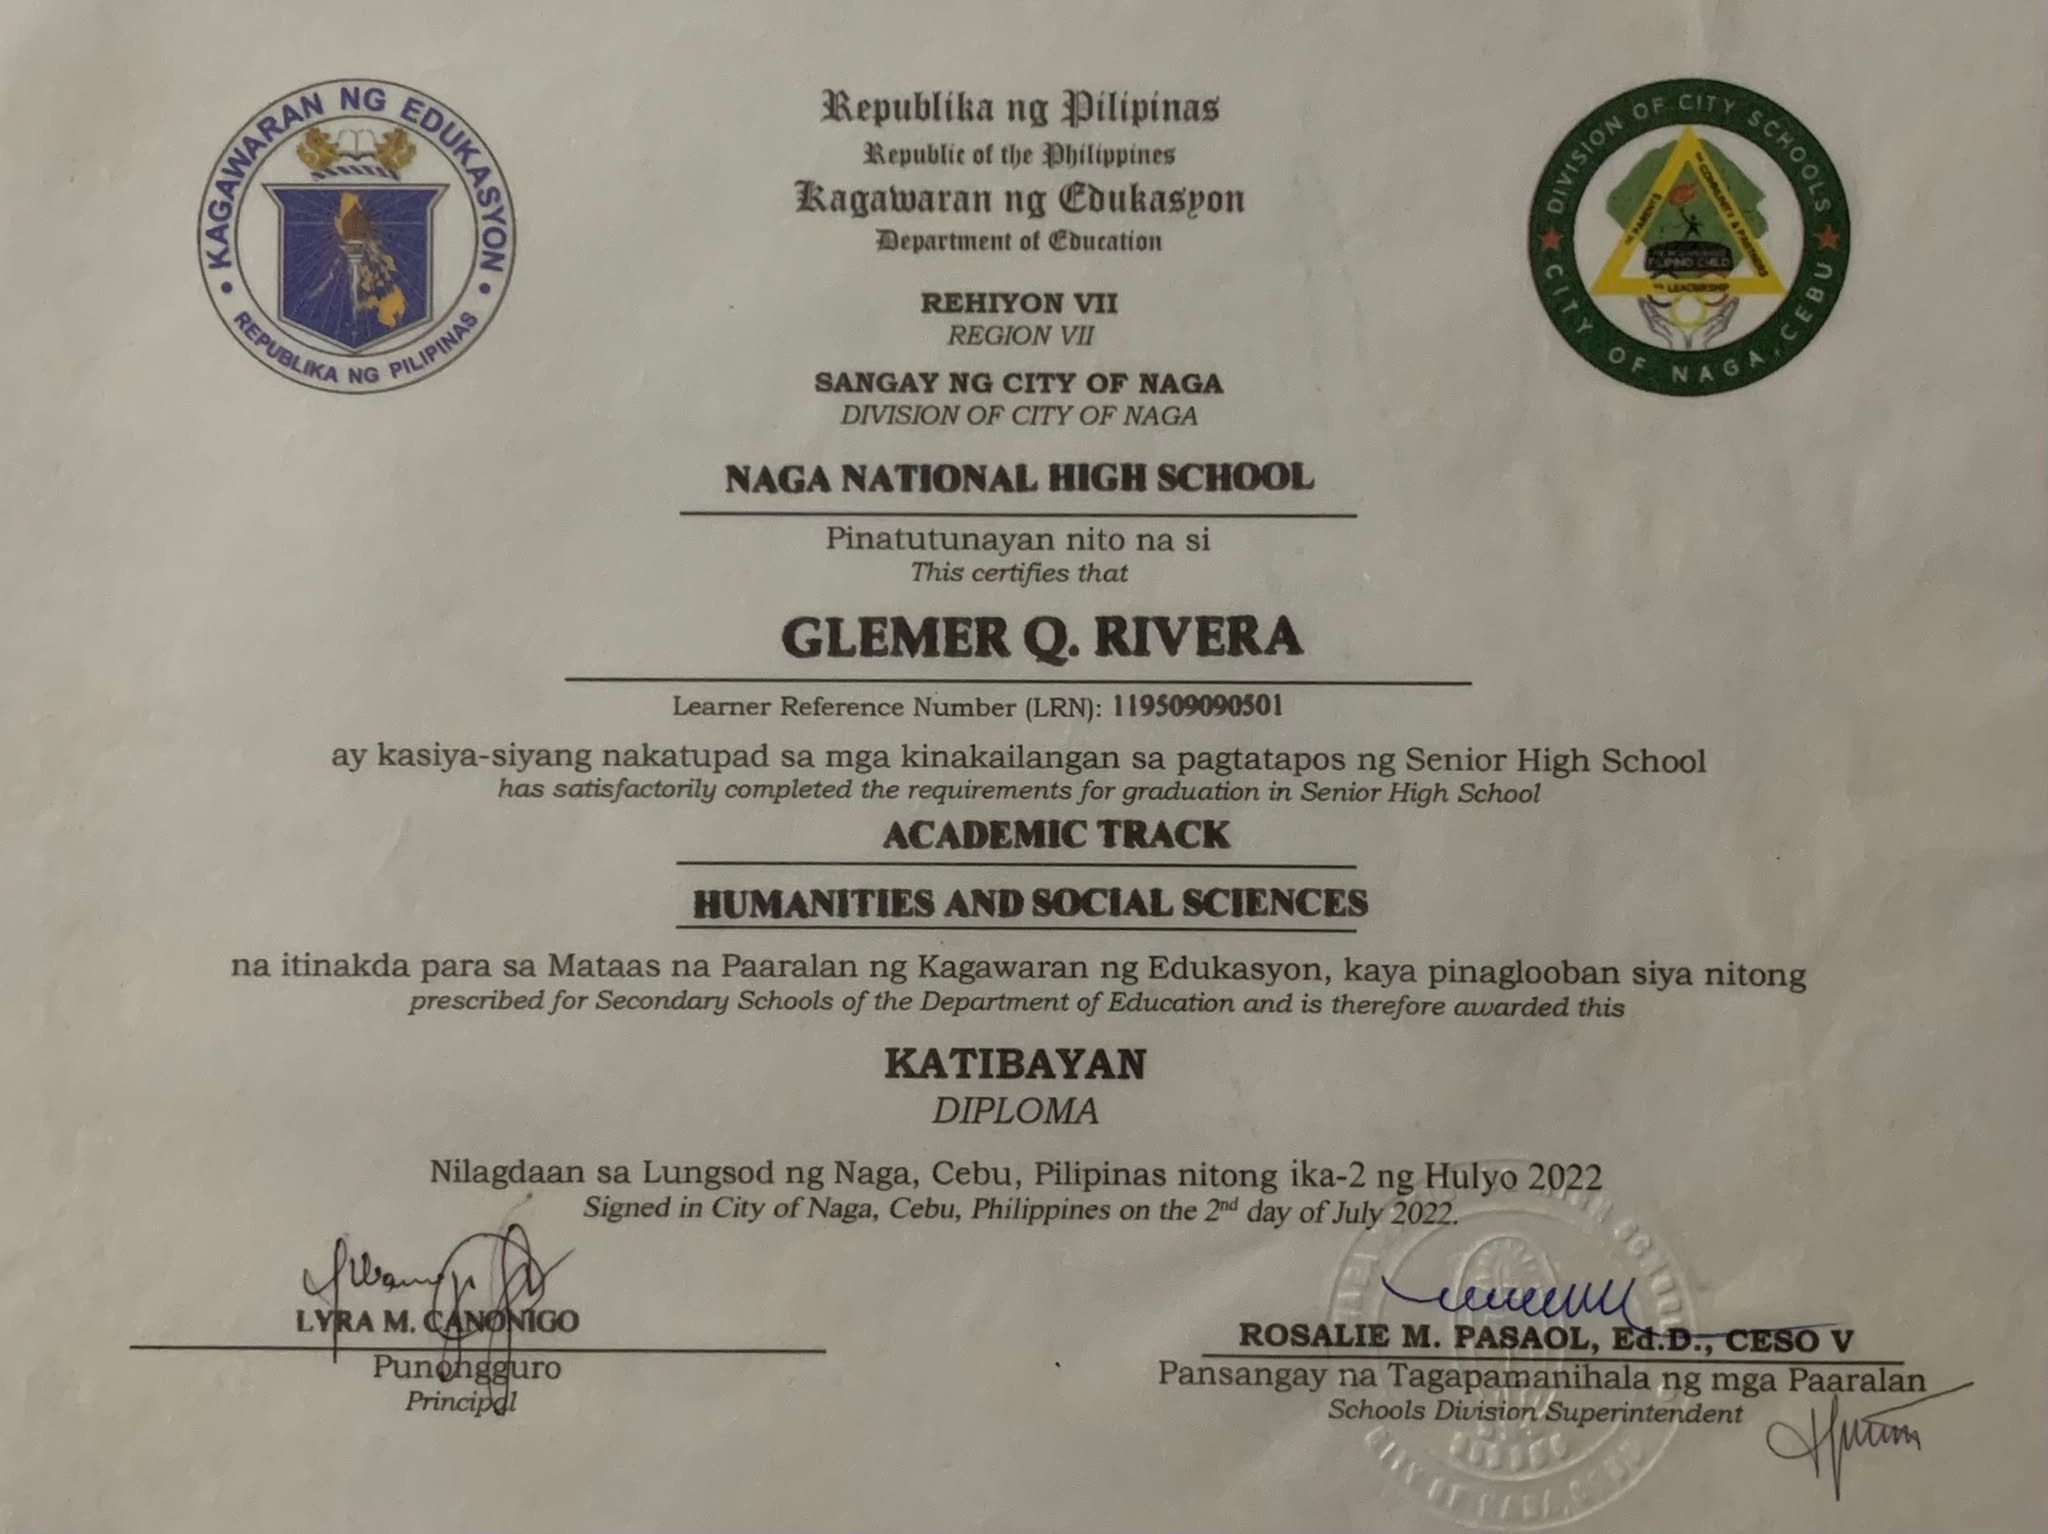 KAGAWARAN NG EDUKASYON
REPUBLIKA NG PILIPINAS
DIVISION OF CITY SCHOOLS
CITY OF NAGA, CEBU
PARENTS
COMMUNITY & PARTNERS
FILIPINO CHILD
LEADERSHIP
Republika ng Pilipinas
Republic of the Philippines
Kagawaran ng Edukasyon
Department of Education
REHIYON VII
REGION VII
SANGAY NG CITY OF NAGA
DIVISION OF CITY OF NAGA
NAGA NATIONAL HIGH SCHOOL
Pinatutunayan nito na si
This certifies that
GLEMER Q. RIVERA
Learner Reference Number (LRN): 119509090501
ay kasiya-siyang nakatupad sa mga kinakailangan sa pagtatapos ng Senior High School
has satisfactorily completed the requirements for graduation in Senior High School
ACADEMIC TRACK
HUMANITIES AND SOCIAL SCIENCES
na itinakda para sa Mataas na Paaralan ng Kagawaran ng Edukasyon, kaya pinaglooban siya nitong
prescribed for Secondary Schools of the Department of Education and is therefore awarded this
KATIBAYAN
DIPLOMA
Nilagdaan sa Lungsod ng Naga, Cebu, Pilipinas nitong ika-2 ng Hulyo 2022
Signed in City of Naga, Cebu, Philippines on the 2nd day of July 2022.
LYRA M. CANONIGO
Punongguro
Principal
ROSALIE M. PASAOL, Ed.D., CESO V
Pansangay na Tagapamanihala ng mga Paaralan
Schools Division Superintendent